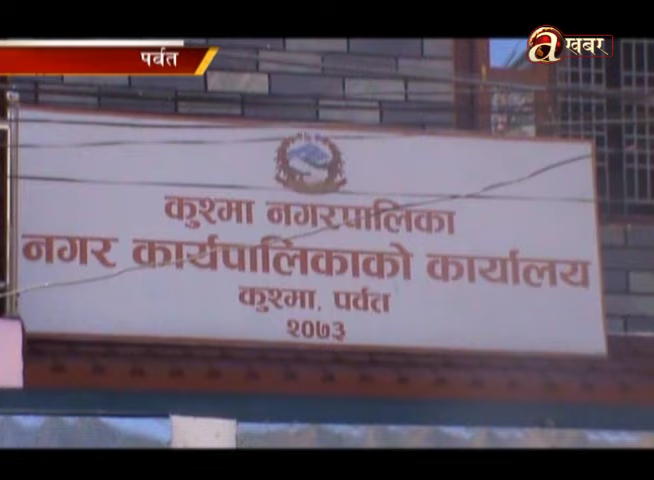 पर्वत
a खबर
कुश्मा नगरपालिका
नगर कार्यपालिकाको कार्यालय
कुश्मा, पर्वत
२०७३